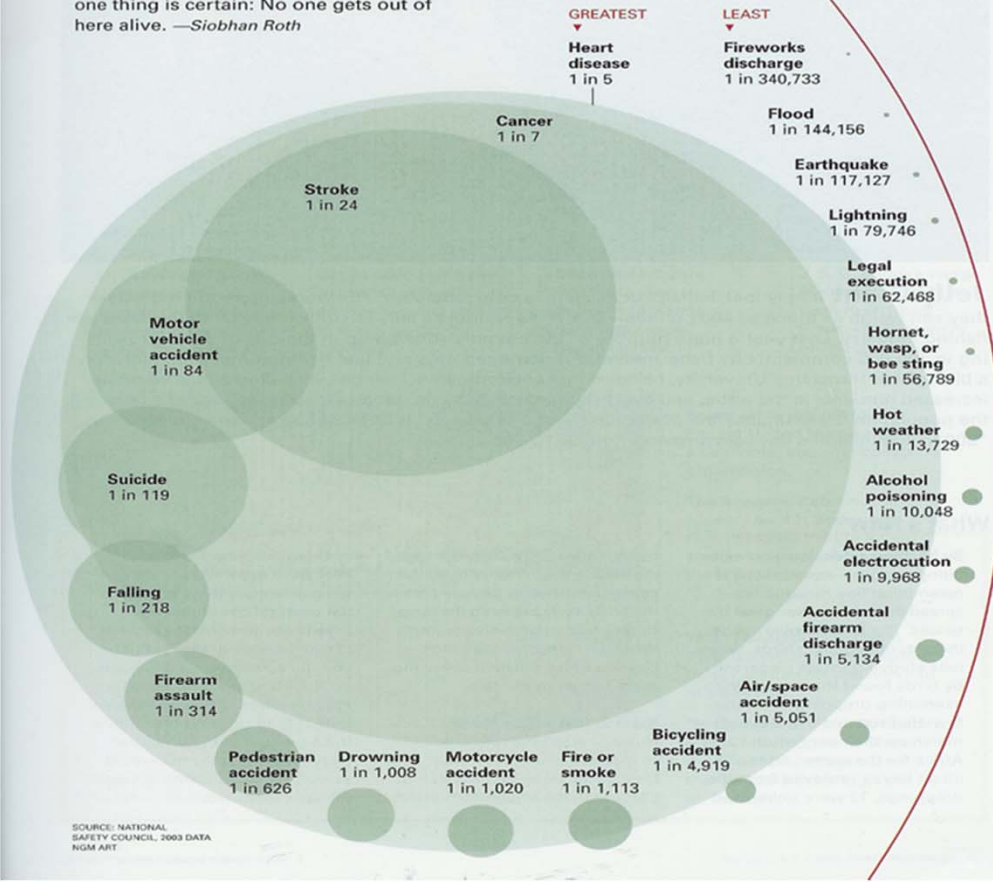 one thing is certain: No one gets out of
here alive. —Siobhan Roth
GREATEST
Heart
disease
1 in 5
LEAST
Fireworks
discharge
1 in 340,733
Flood
1 in 144,156
Earthquake
1 in 117,127
Lightning
1 in 79,746
Legal
execution
1 in 62,468
Hornet,
wasp, or
bee sting
1 in 56,789
Hot
weather
1 in 13,729
Alcohol
poisoning
1 in 10,048
Accidental
electrocution
1 in 9,968
Accidental
firearm
discharge
1 in 5,134
Air/space
accident
1 in 5,051
Bicycling
accident
1 in 4,919
Fire or
smoke
1 in 1,113
Motorcycle
accident
1 in 1,020
Drowning
1 in 1,008
Pedestrian
accident
1 in 626
Firearm
assault
1 in 314
Falling
1 in 218
Suicide
1 in 119
Motor
vehicle
accident
1 in 84
Stroke
1 in 24
Cancer
1 in 7
SOURCE: NATIONAL
SAFETY COUNCIL, 2003 DATA
NGM ART